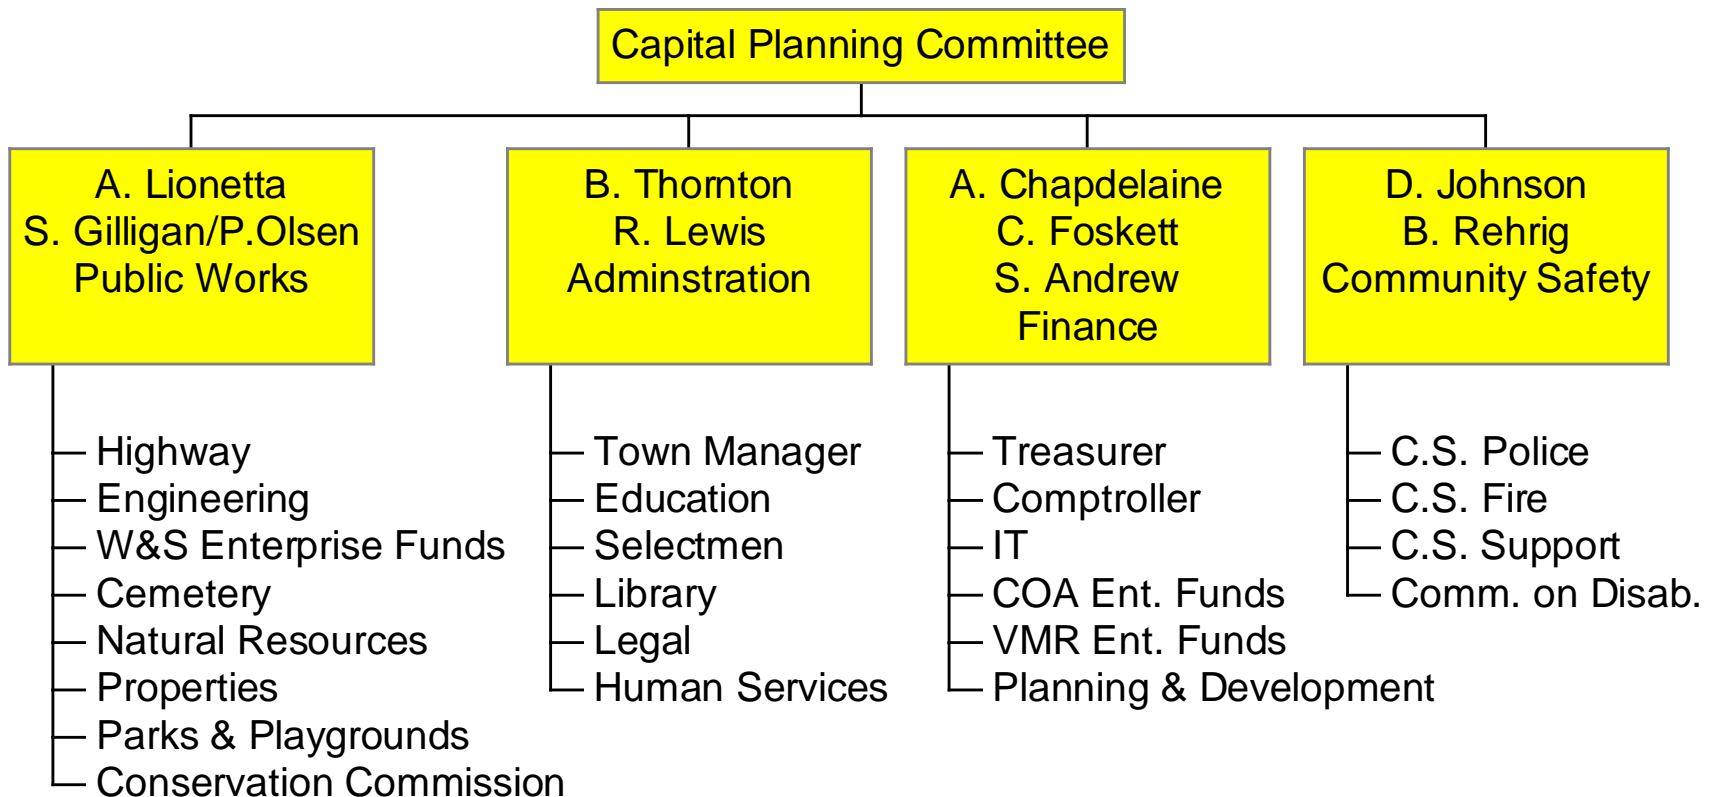 Capital Planning Committee
A. Lionetta
S. Gilligan/P.Olsen
Public Works
Highway
Engineering
W&S Enterprise Funds
Cemetery
Natural Resources
Properties
Parks & Playgrounds
Conservation Commission
B. Thornton
R. Lewis
Adminstration
Town Manager
Education
Selectmen
Library
Legal
Human Services
A. Chapdelaine
C. Foskett
S. Andrew
Finance
Treasurer
Comptroller
IT
COA Ent. Funds
VMR Ent. Funds
Planning & Development
D. Johnson
B. Rehrig
Community Safety
C.S. Police
C.S. Fire
C.S. Support
Comm. on Disab.